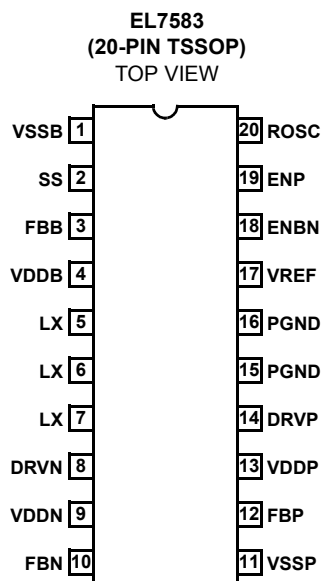 EL7583
(20-PIN TSSOP)
TOP VIEW
VSSB 1 20 ROSC
SS 2 19 ENP
FBB 3 18 ENBN
VDDB 4 17 VREF
LX 5 16 PGND
LX 6 15 PGND
LX 7 14 DRVP
DRVN 8 13 VDDP
VDDN 9 12 FBP
FBN 10 11 VSSP